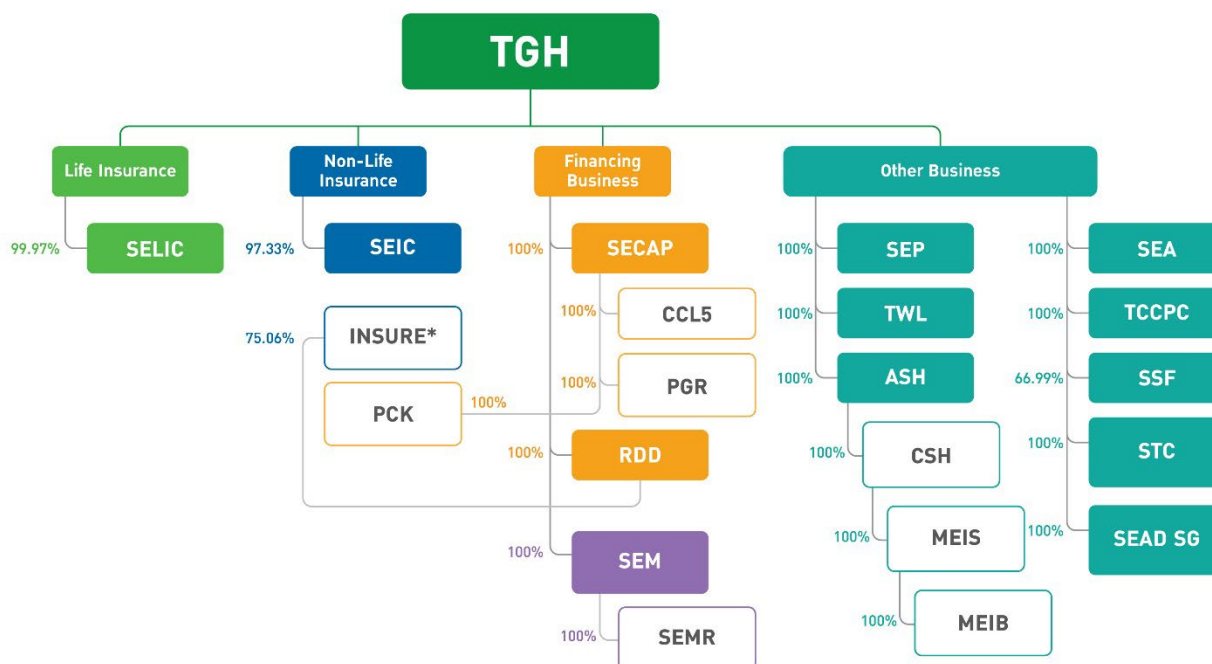 TGH
Life Insurance
Non-Life
Insurance
Financing
Business
Other Business
99.97%
SELIC
97.33%
SEIC
100%
SECAP
100%
SEP
100%
SEA
75.06%
INSURE*
100%
CCL5
100%
TWL
100%
TCCPC
PCK
100%
100%
PGR
100%
ASH
66.99%
SSF
100%
RDD
100%
CSH
100%
STC
100%
SEM
100%
MEIS
100%
SEAD SG
100%
SEMR
100%
MEIB